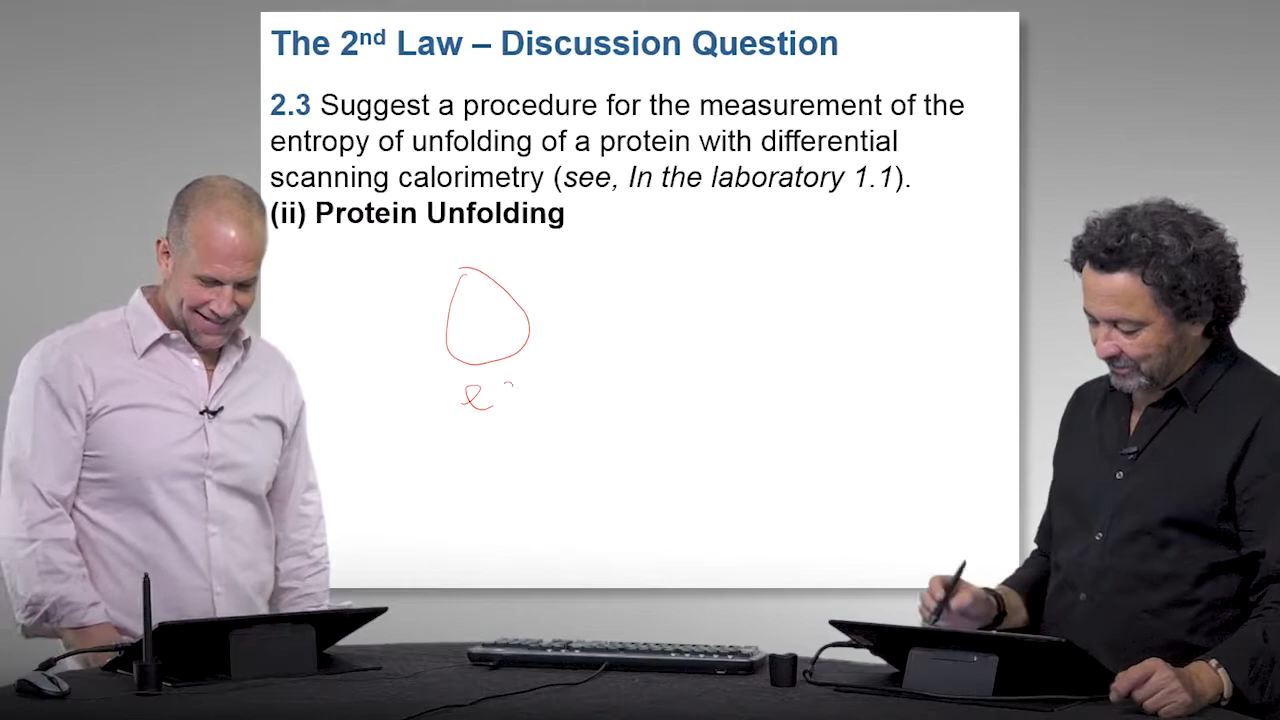 The 2nd Law – Discussion Question
2.3 Suggest a procedure for the measurement of the
entropy of unfolding of a protein with differential
scanning calorimetry (see, In the laboratory 1.1).
(ii) Protein Unfolding